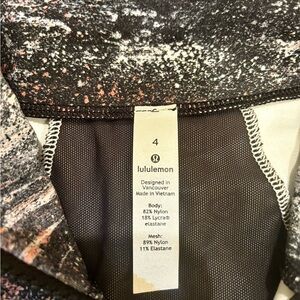 4
lululemon
Designed in
Vancouver
Made in Vietnam
Body:
82% Nylon
18% Lycra®
elastane
Mesh:
89% Nylon
11% Elastane